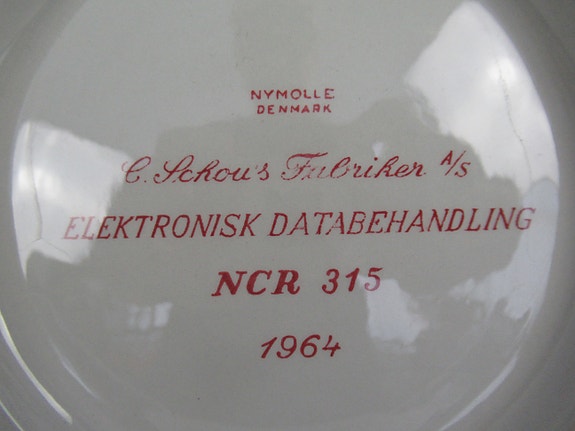 NYMOLLE
DENMARK
C. Schou's Fabriker A/S
ELEKTRONISK DATABEHANDLING
NCR 315
1964